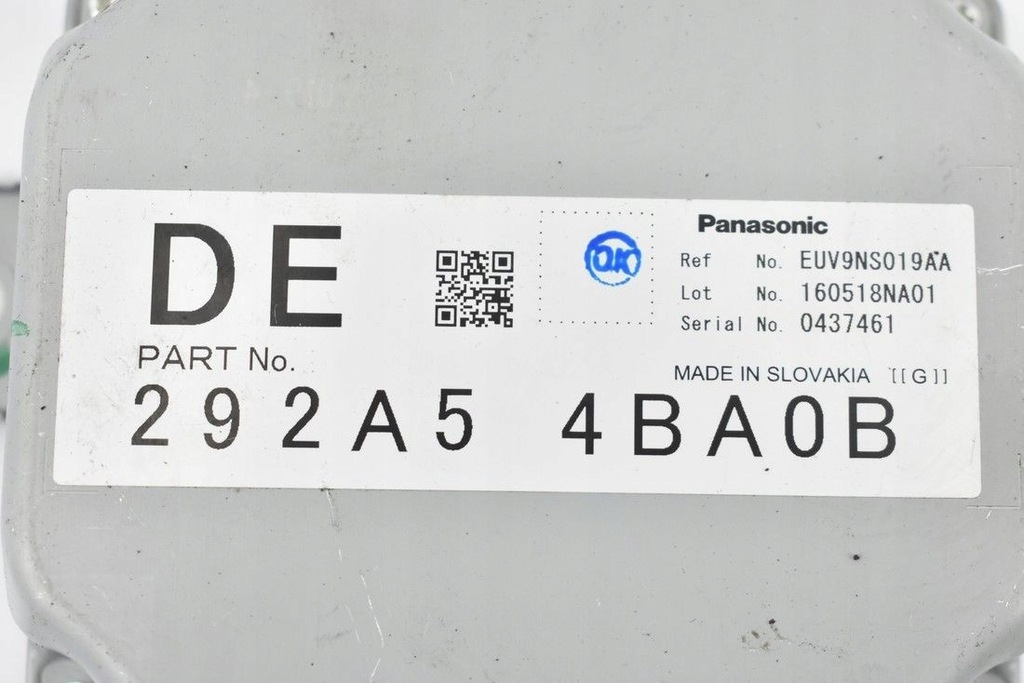 DE
PART No.
292A5 4BA0B
Panasonic
Ref No. EUV9NS019AA
Lot No. 160518NA01
Serial No. 0437461
MADE IN SLOVAKIA [[G]]